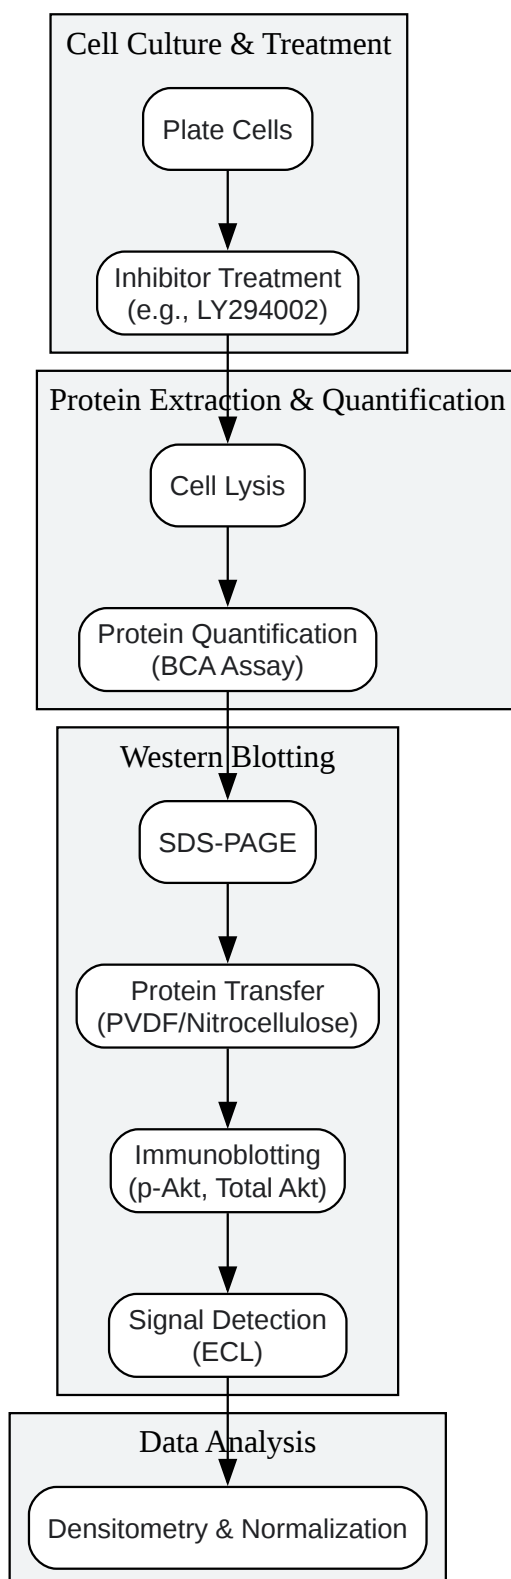 Cell Culture & Treatment
Plate Cells
Inhibitor Treatment
(e.g., LY294002)
Protein Extraction & Quantification
Cell Lysis
Protein Quantification
(BCA Assay)
Western Blotting
SDS-PAGE
Protein Transfer
(PVDF/Nitrocellulose)
Immunoblotting
(p-Akt, Total Akt)
Signal Detection
(ECL)
Data Analysis
Densitometry & Normalization